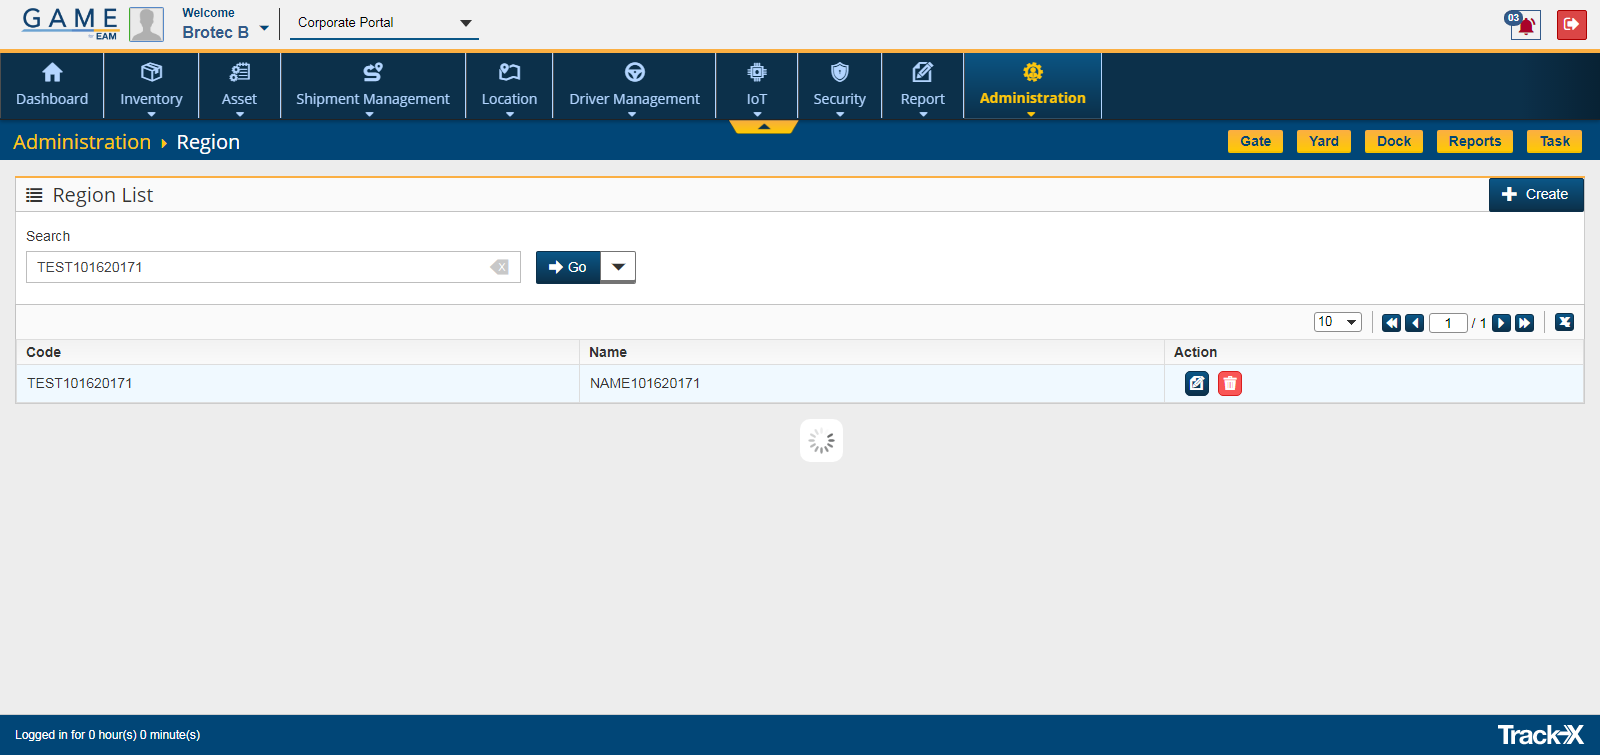 GAME
BY EAM
Welcome
Brotec B
Corporate Portal
03
Dashboard
Inventory
Asset
Shipment Management
Location
Driver Management
IoT
Security
Report
Administration
Administration Region
Gate
Yard
Dock
Reports
Task
Region List
Create
Search
TEST101620171
X
Go
10
1 / 1
Code Name Action
TEST101620171 NAME101620171
Logged in for 0 hour(s) 0 minute(s)
Track-X